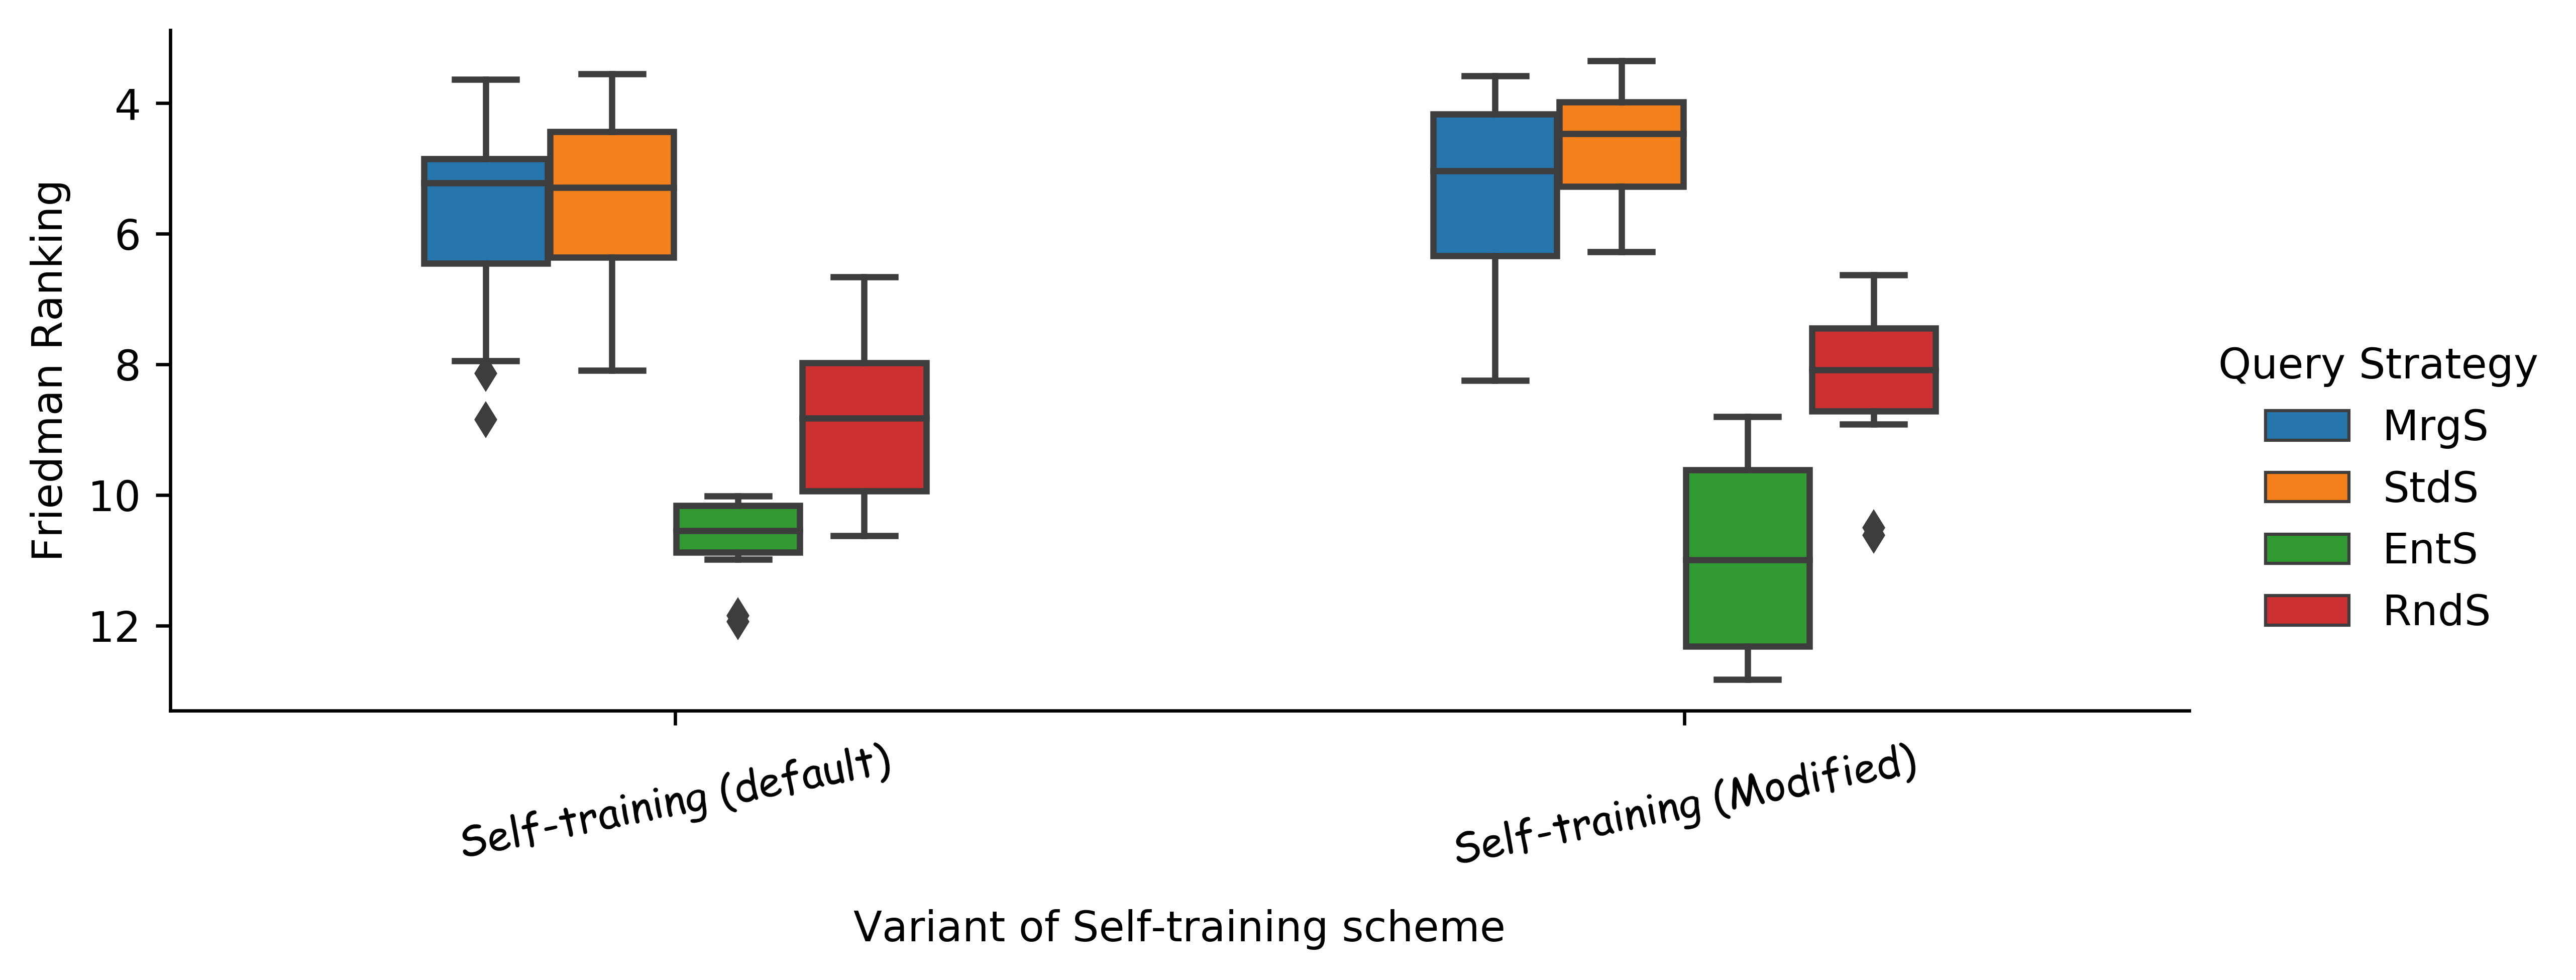 Friedman Ranking
4
6
8
10
12
Self-training (default)
Self-training (Modified)
Variant of Self-training scheme
Query Strategy
MrgS
StdS
EntS
RndS